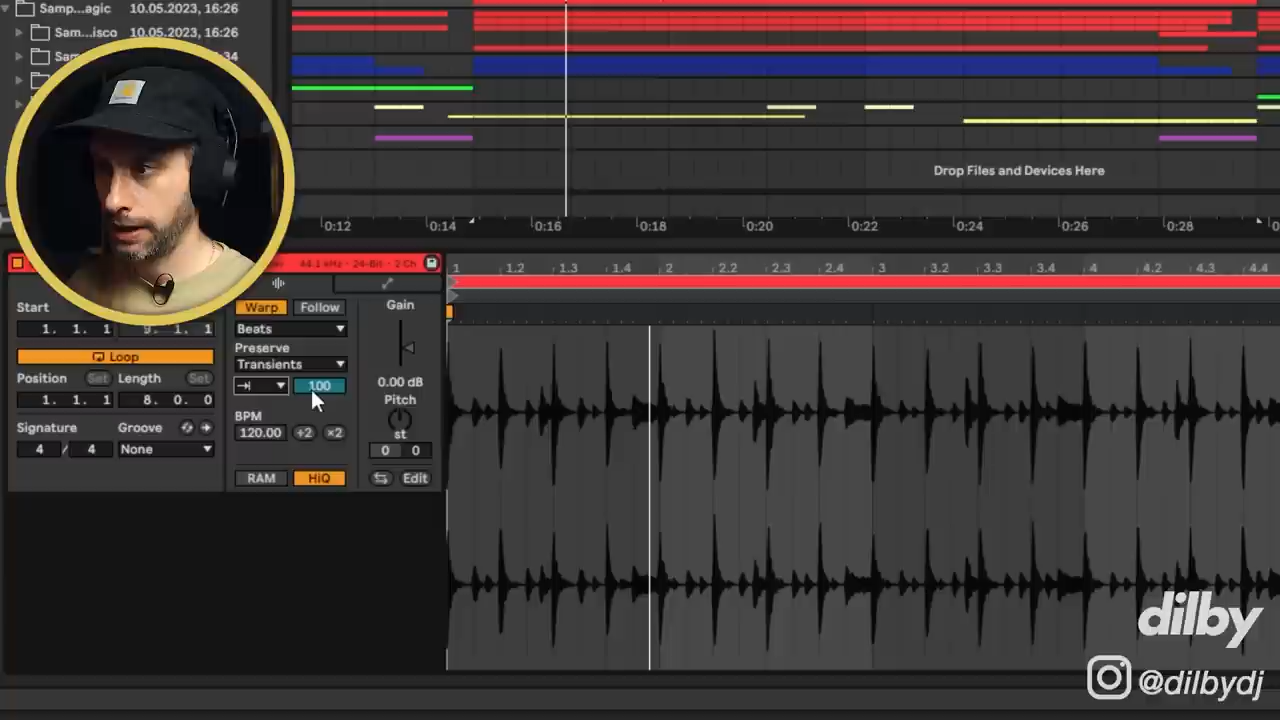 Samp...agic 10.05.2023, 16:26
Sam...isco 10.05.2023, 16:26
Drop Files and Devices Here
0:12 0:14 0:16 0:18 0:20 0:22 0:24 0:26 0:28
44.1 kHz - 24-Bit - 2 Ch
1 1.2 1.3 1.4 2 2.2 2.3 2.4 3 3.2 3.3 3.4 4 4.2 4.3 4.4
Start
1. 1. 1 9. 1. 1
Loop
Position Set Length Set
1. 1. 1 8. 0. 0
Signature Groove
4 / 4 None
Warp Follow
Beats
Preserve
Transients
100
BPM
120.00 ÷2 ×2
RAM HiQ
Gain
0.00 dB
Pitch
st
0 0
Edit
dilby
@dilbydj